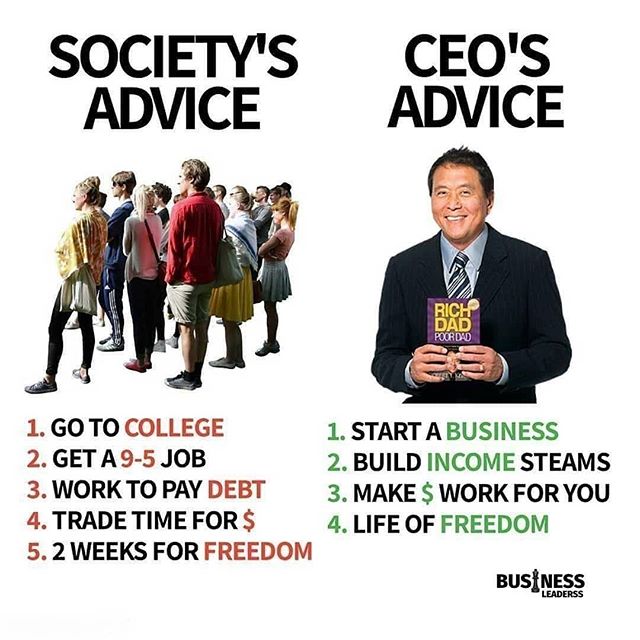 SOCIETY'S
ADVICE
1. GO TO COLLEGE
2. GET A 9-5 JOB
3. WORK TO PAY DEBT
4. TRADE TIME FOR $
5. 2 WEEKS FOR FREEDOM
CEO'S
ADVICE
RICH
DAD
POOR DAD
1. START A BUSINESS
2. BUILD INCOME STEAMS
3. MAKE $ WORK FOR YOU
4. LIFE OF FREEDOM
BUSINESS
LEADERSS